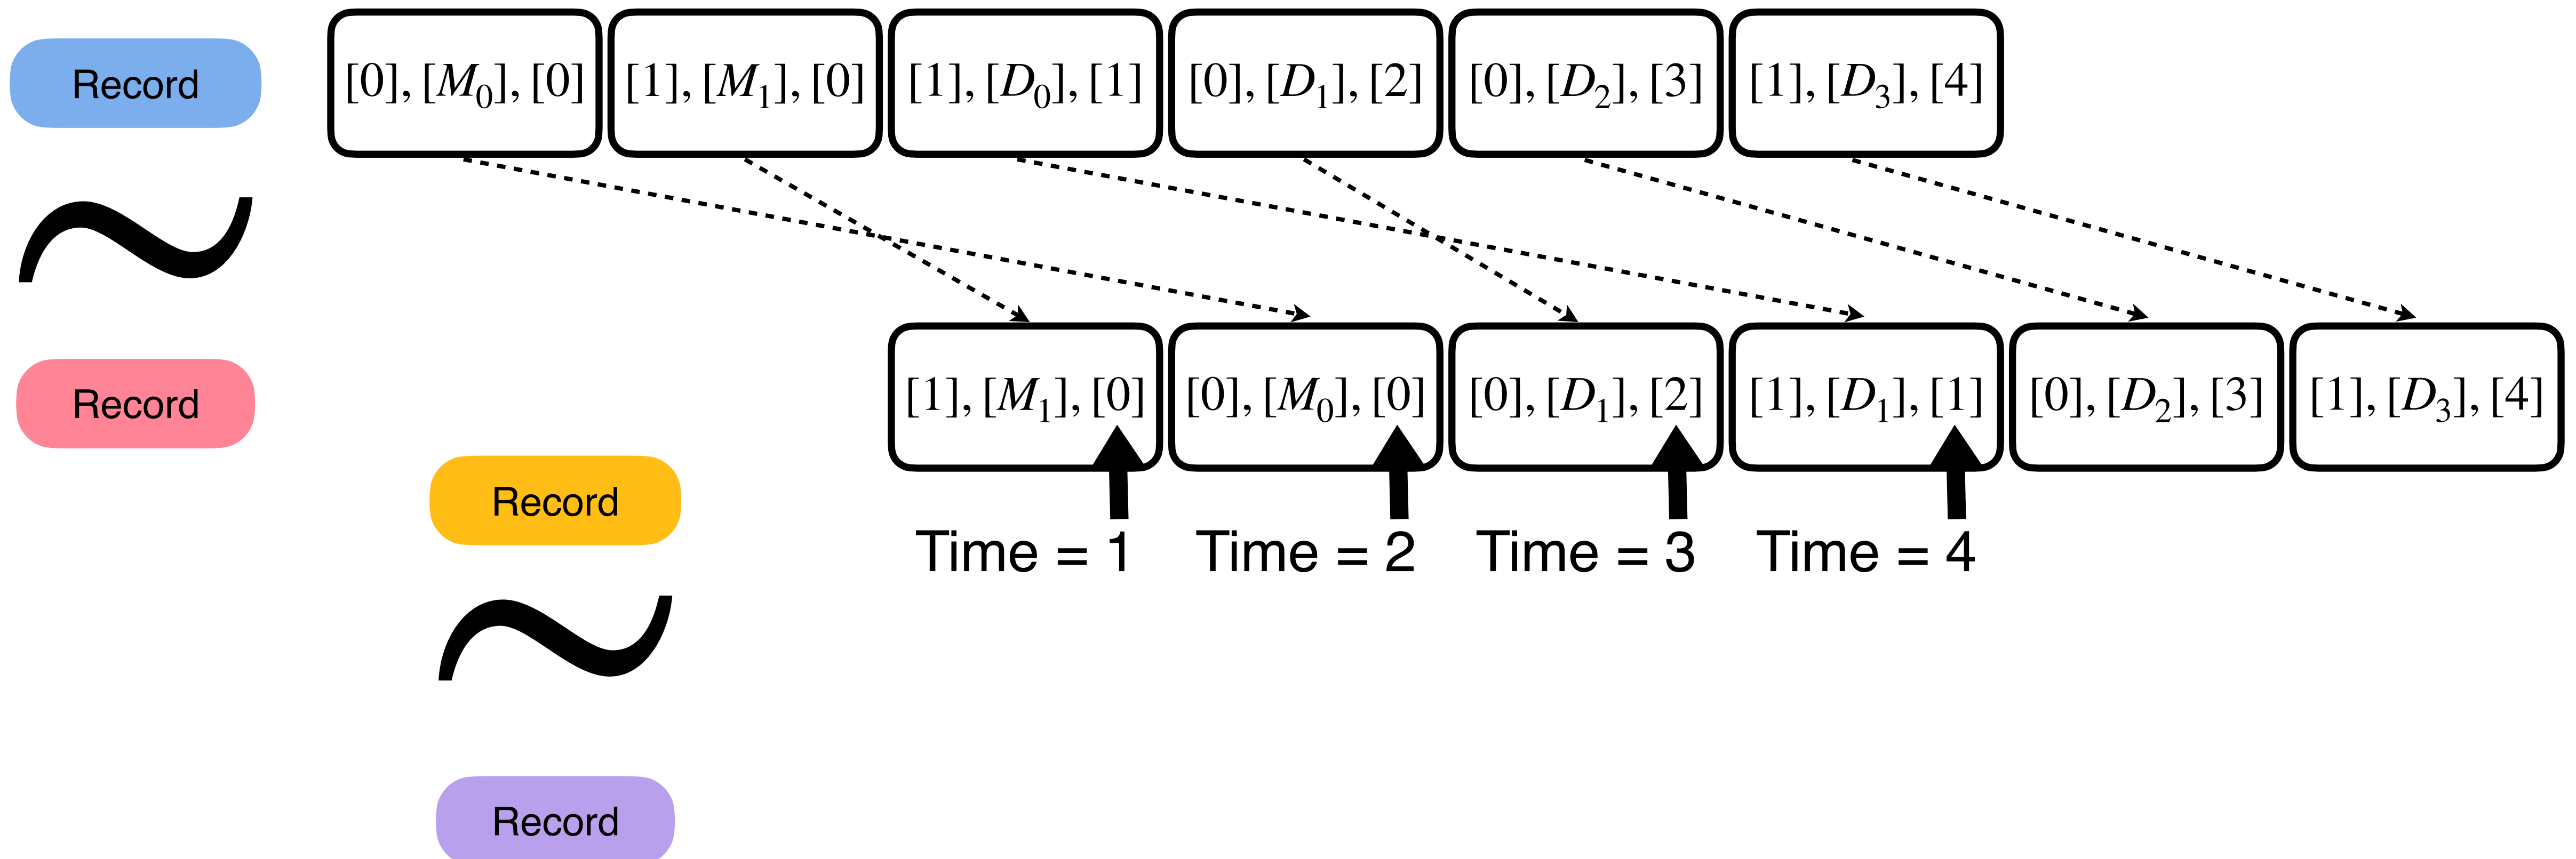 Record
[0], [M₀], [0]
[1], [M₁], [0]
[1], [D₀], [1]
[0], [D₁], [2]
[0], [D₂], [3]
[1], [D₃], [4]
Record
[1], [M₁], [0]
[0], [M₀], [0]
[0], [D₁], [2]
[1], [D₁], [1]
[0], [D₂], [3]
[1], [D₃], [4]
Record
Time = 1
Time = 2
Time = 3
Time = 4
Record